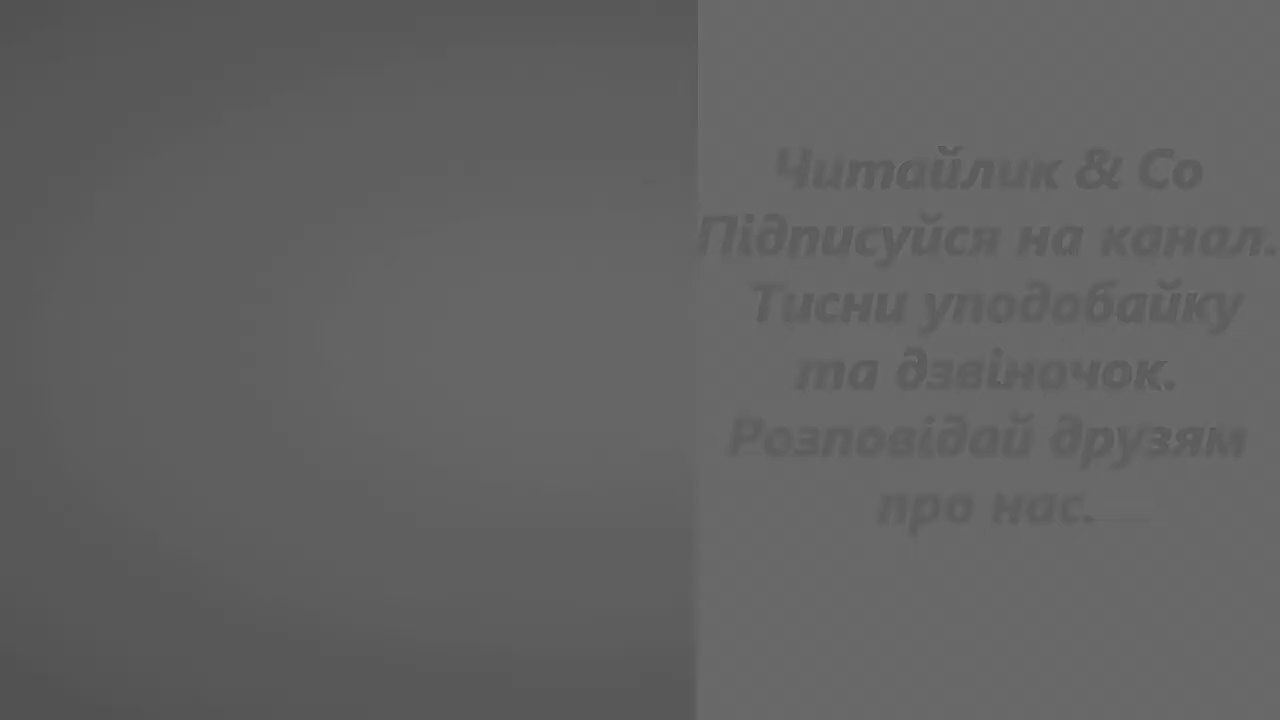 Читайлик & Co
Підписуйся на канал.
Тисни уподобайку
та дзвіночок.
Розповідай друзям
про нас.